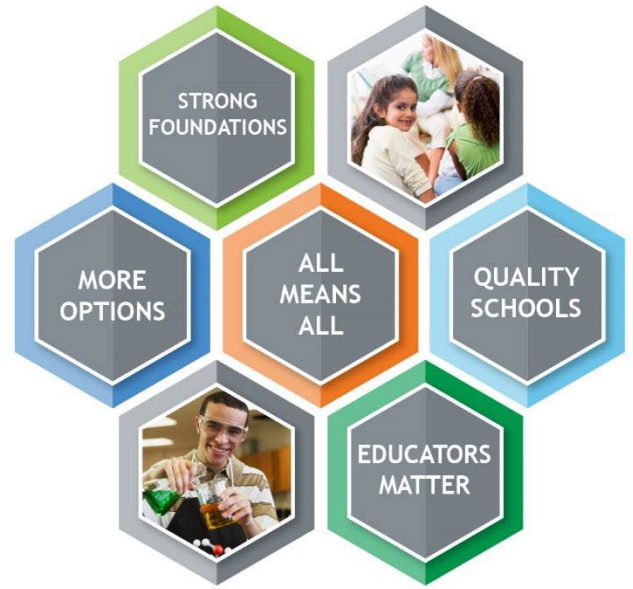 STRONG
FOUNDATIONS
MORE
OPTIONS
ALL
MEANS
ALL
QUALITY
SCHOOLS
EDUCATORS
MATTER